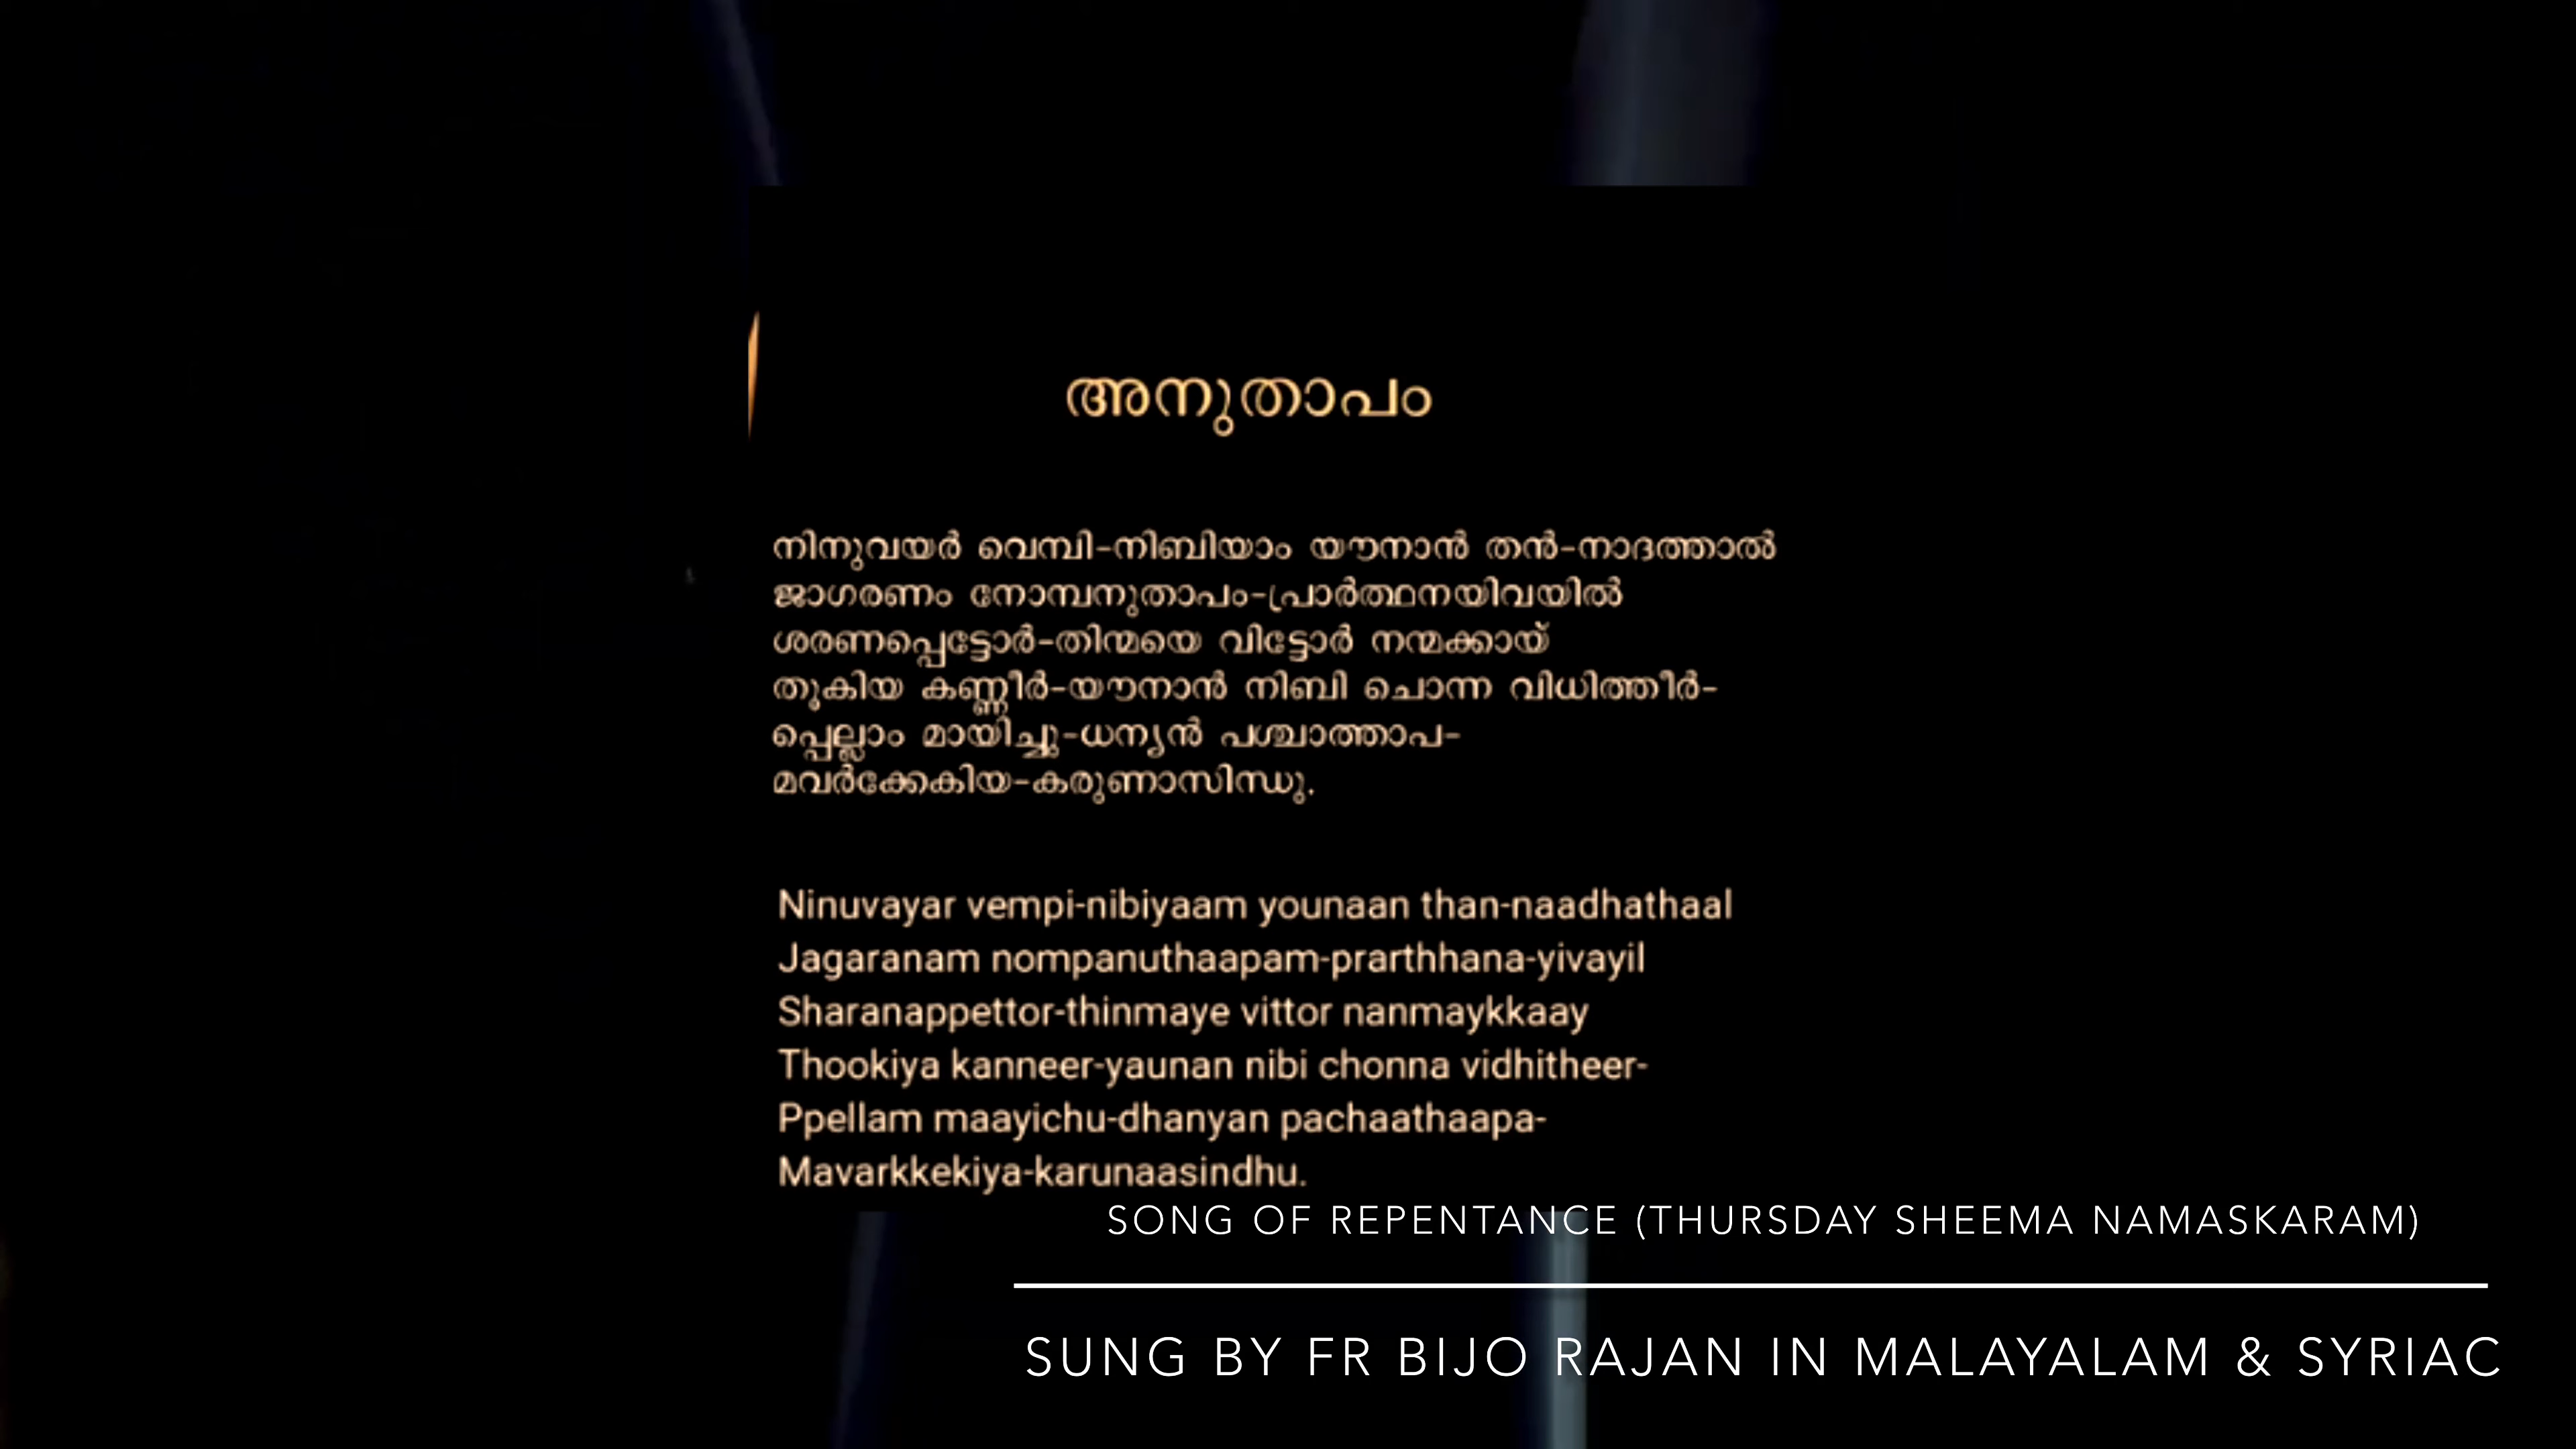 അനുതാപം
നിനുവയർ വെമ്പി-നിബിയാം യൗനാൻ തൻ-നാദത്താൽ
ജാഗരണം നോമ്പനുതാപം-പ്രാർത്ഥനയിവയിൽ
ശരണപ്പെട്ടോർ-തിന്മയെ വിട്ടോർ നന്മക്കായ്
തൂകിയ കണ്ണീർ-യൗനാൻ നിബി ചൊന്ന വിധിത്തീർ-
പ്പെല്ലാം മായിച്ചു-ധന്യൻ പശ്ചാത്താപ-
മവർക്കേകിയ-കരുണാസിന്ധു.
Ninuvayar vempi-nibiyaam younaan than-naadhathaal
Jagaranam nompanuthaapam-prarthhana-yivayil
Sharanappettor-thinmaye vittor nanmaykkaay
Thookiya kanneer-yaunan nibi chonna vidhitheer-
Ppellam maayichu-dhanyan pachaathaapa-
Mavarkkekiya-karunaasindhu.
SONG OF REPENTANCE (THURSDAY SHEEMA NAMASKARAM)
SUNG BY FR BIJO RAJAN IN MALAYALAM & SYRIAC